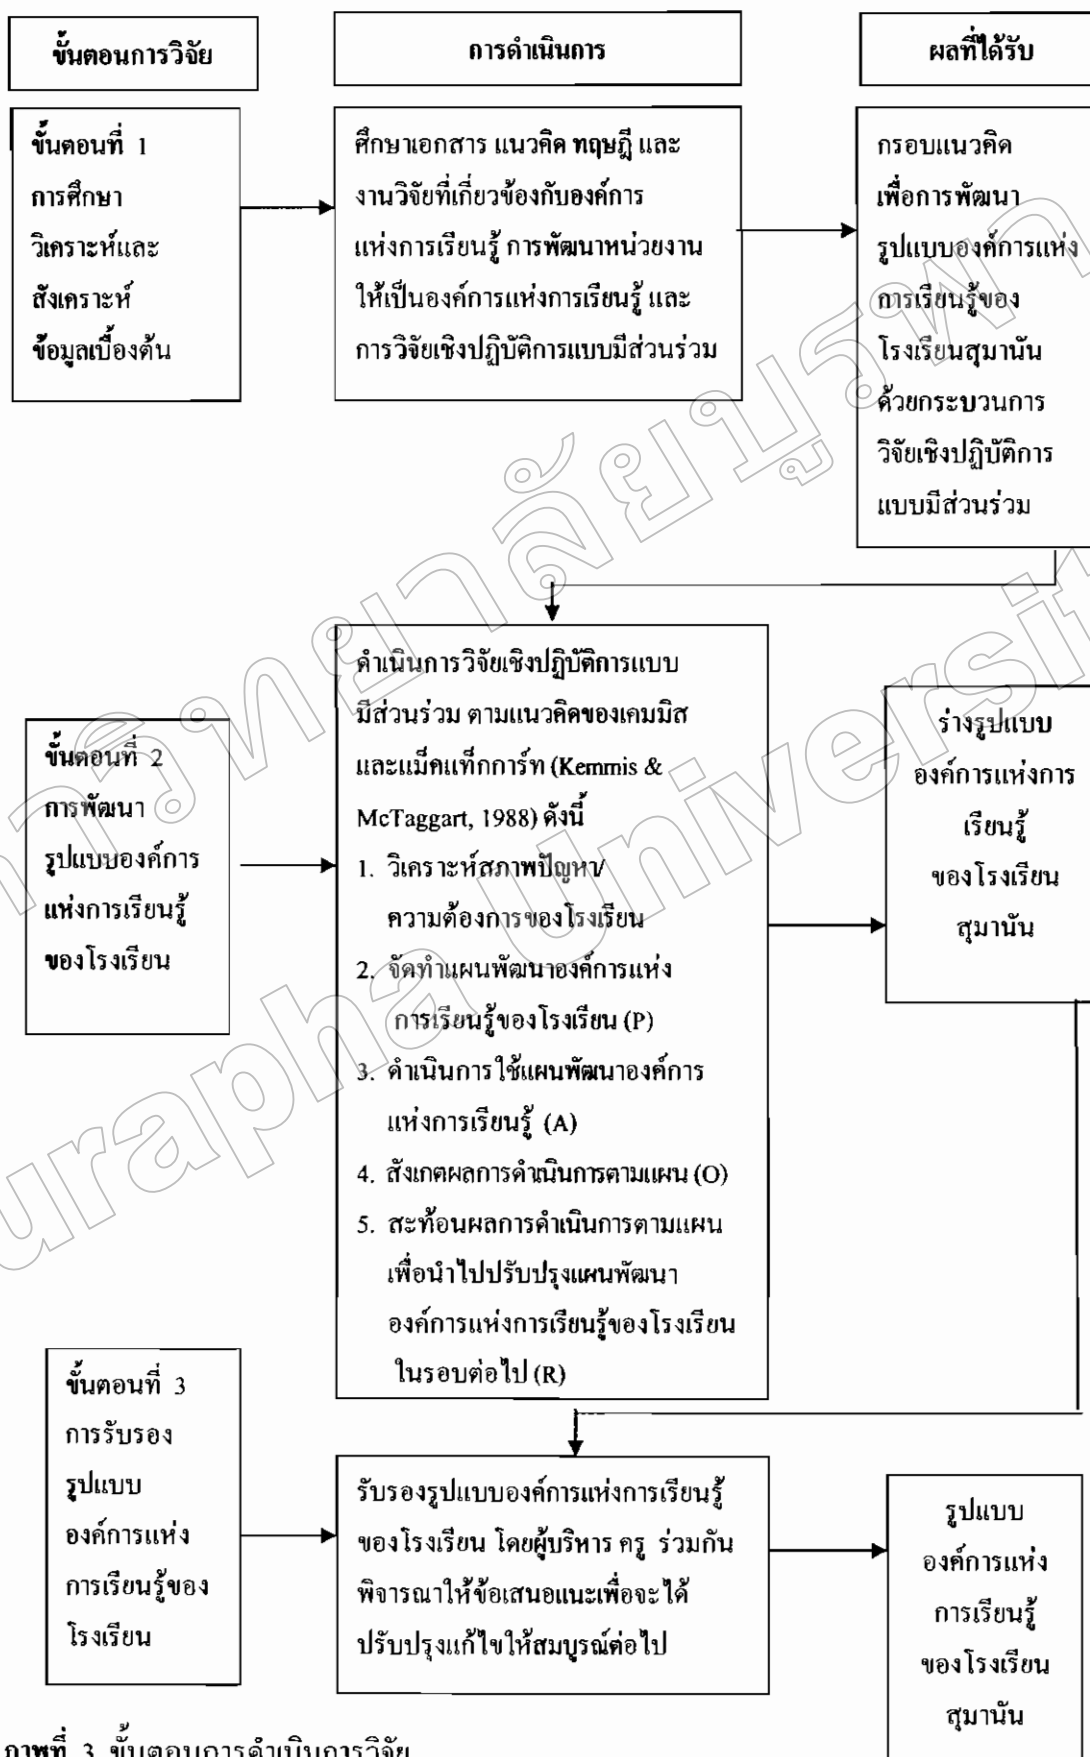 ขั้นตอนการวิจัย
การดำเนินการ
ผลที่ได้รับ
ขั้นตอนที่ 1
การศึกษา
วิเคราะห์และ
สังเคราะห์
ข้อมูลเบื้องต้น
ศึกษาเอกสาร แนวคิด ทฤษฎี และ
งานวิจัยที่เกี่ยวข้องกับองค์การ
แห่งการเรียนรู้ การพัฒนาหน่วยงาน
ให้เป็นองค์การแห่งการเรียนรู้ และ
การวิจัยเชิงปฏิบัติการแบบมีส่วนร่วม
กรอบแนวคิด
เพื่อการพัฒนา
รูปแบบองค์การแห่ง
การเรียนรู้ของ
โรงเรียนสุมานัน
ด้วยกระบวนการ
วิจัยเชิงปฏิบัติการ
แบบมีส่วนร่วม
ขั้นตอนที่ 2
การพัฒนา
รูปแบบองค์การ
แห่งการเรียนรู้
ของโรงเรียน
ดำเนินการวิจัยเชิงปฏิบัติการแบบ
มีส่วนร่วม ตามแนวคิดของเคมมิส
และแม็คแท็กการ์ท (Kemmis &
McTaggart, 1988) ดังนี้
1. วิเคราะห์สภาพปัญหา/
ความต้องการของโรงเรียน
2. จัดทำแผนพัฒนาองค์การแห่ง
การเรียนรู้ของโรงเรียน (P)
3. ดำเนินการใช้แผนพัฒนาองค์การ
แห่งการเรียนรู้ (A)
4. สังเกตผลการดำเนินการตามแผน (O)
5. สะท้อนผลการดำเนินการตามแผน
เพื่อนำไปปรับปรุงแผนพัฒนา
องค์การแห่งการเรียนรู้ของโรงเรียน
ในรอบต่อไป (R)
ร่างรูปแบบ
องค์การแห่งการ
เรียนรู้
ของโรงเรียน
สุมานัน
ขั้นตอนที่ 3
การรับรอง
รูปแบบ
องค์การแห่ง
การเรียนรู้ของ
โรงเรียน
รับรองรูปแบบองค์การแห่งการเรียนรู้
ของโรงเรียน โดยผู้บริหาร ครู ร่วมกัน
พิจารณาให้ข้อเสนอแนะเพื่อจะได้
ปรับปรุงแก้ไขให้สมบูรณ์ต่อไป
รูปแบบ
องค์การแห่ง
การเรียนรู้
ของโรงเรียน
สุมานัน
ภาพที่ 3 ขั้นตอนการดำเนินการวิจัย
วิทยาลัยบูรพา
urapha Universit